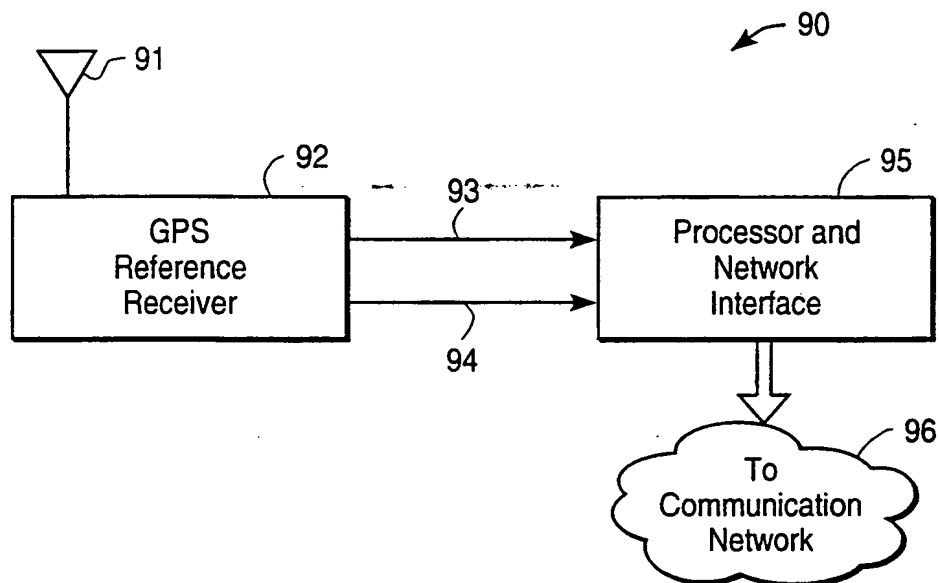 90
91
92
GPS
Reference
Receiver
93
94
95
Processor and
Network
Interface
96
To
Communication
Network